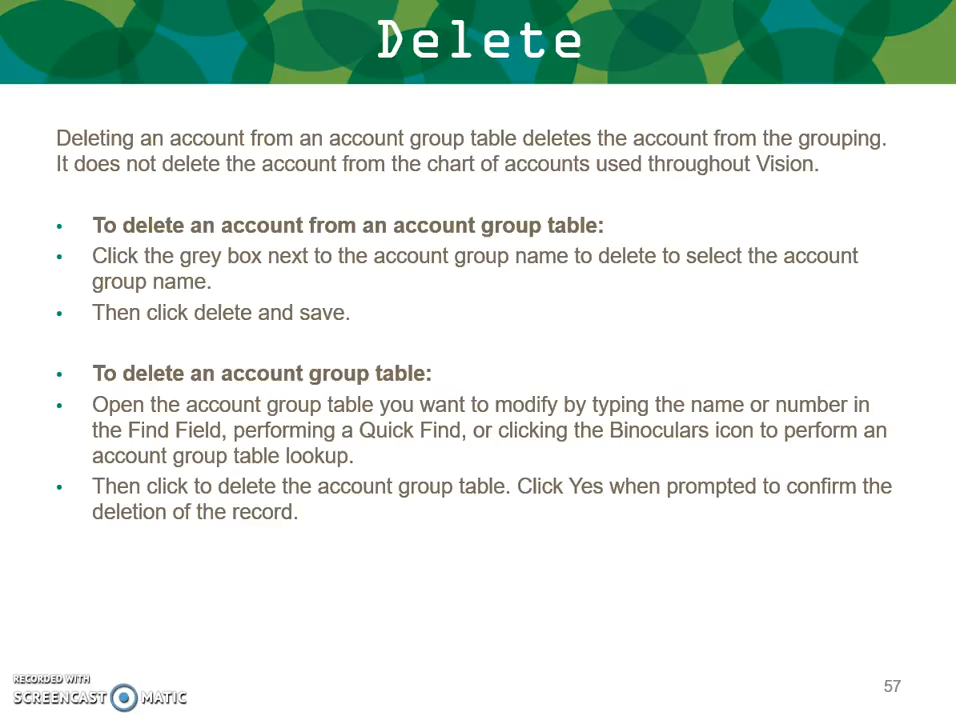 Delete
Deleting an account from an account group table deletes the account from the grouping.
It does not delete the account from the chart of accounts used throughout Vision.
• To delete an account from an account group table:
• Click the grey box next to the account group name to delete to select the account
group name.
• Then click delete and save.
• To delete an account group table:
• Open the account group table you want to modify by typing the name or number in
the Find Field, performing a Quick Find, or clicking the Binoculars icon to perform an
account group table lookup.
• Then click to delete the account group table. Click Yes when prompted to confirm the
deletion of the record.
RECORDED WITH
SCREENCAST MATIC
57